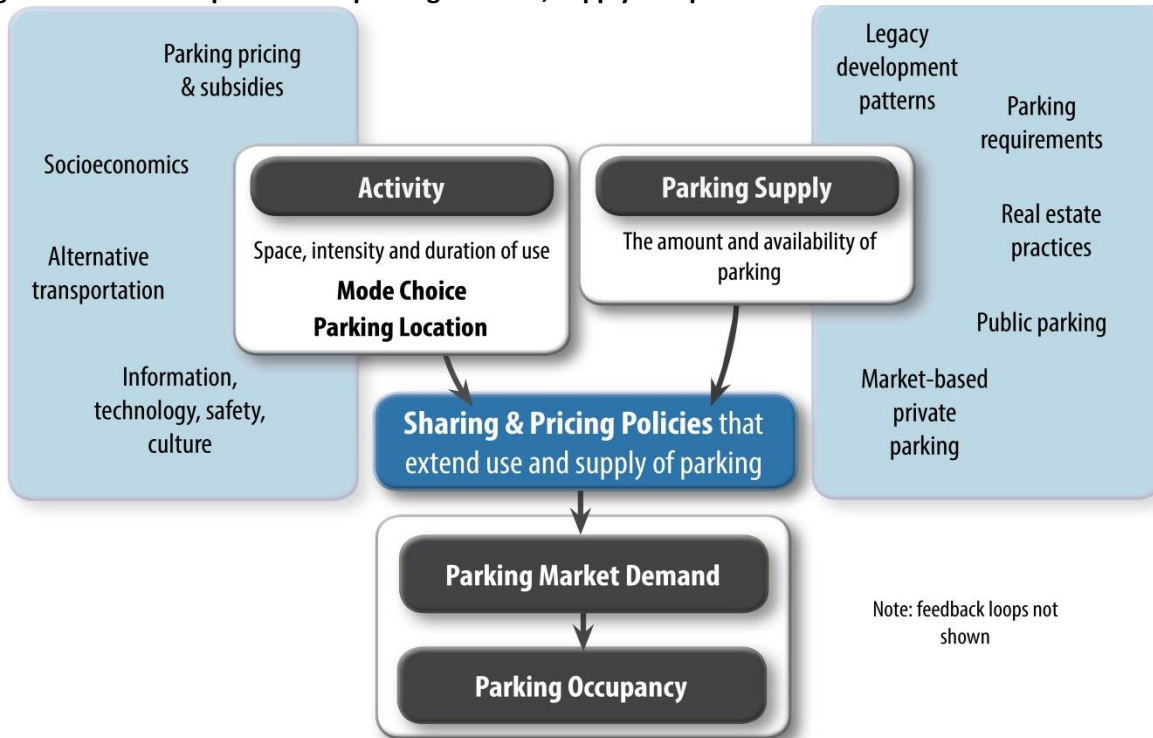 Parking pricing
& subsidies
Socioeconomics
Alternative
transportation
Information,
technology, safety,
culture
Activity
Space, intensity and duration of use
Mode Choice
Parking Location
Parking Supply
The amount and availability of
parking
Legacy
development
patterns
Parking
requirements
Real estate
practices
Public parking
Market-based
private
parking
Sharing & Pricing Policies that
extend use and supply of parking
Parking Market Demand
Parking Occupancy
Note: feedback loops not
shown